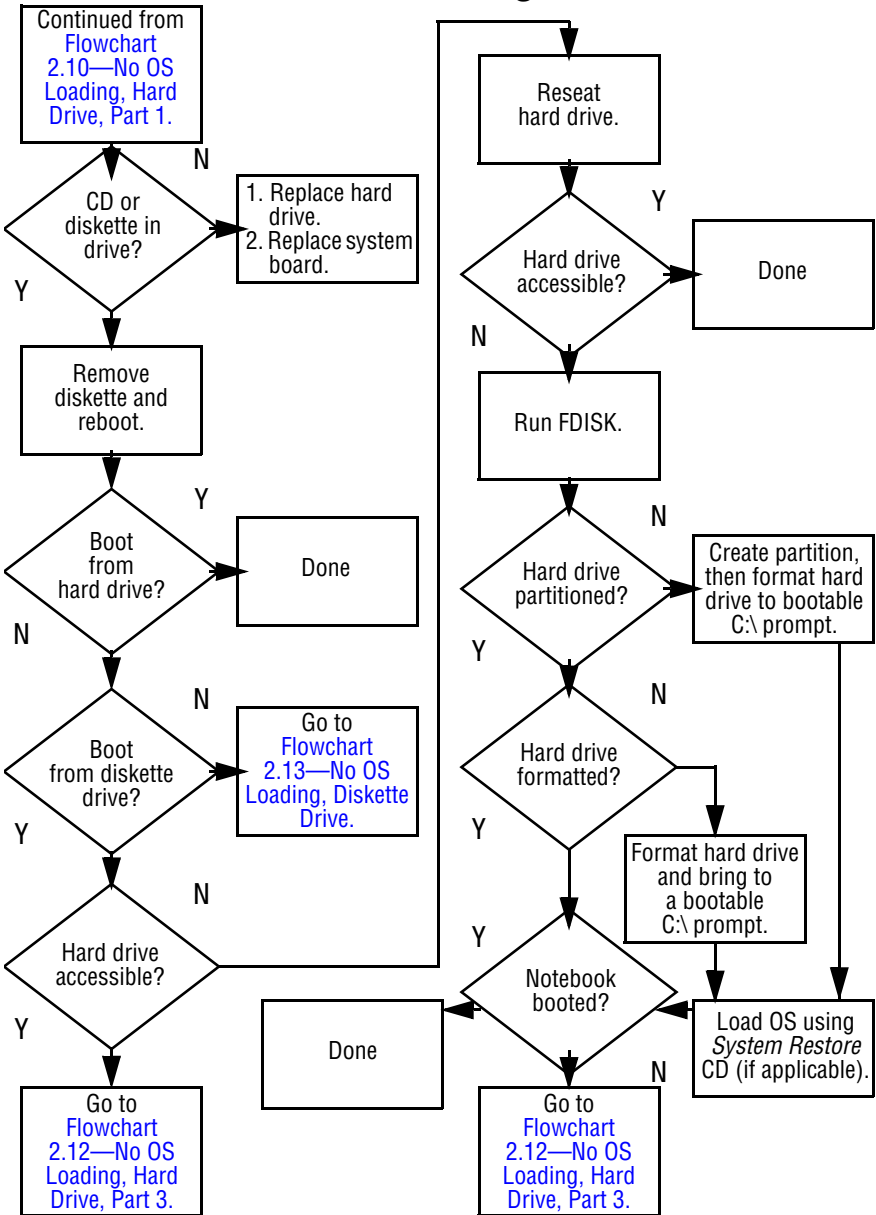 Continued from
Flowchart
2.10—No OS
Loading, Hard
Drive, Part 1.
N
CD or
diskette in
drive?
1. Replace hard
drive.
2. Replace system
board.
Y
Remove
diskette and
reboot.
Y
Boot
from
hard drive?
Done
N
N
Boot
from diskette
drive?
Go to
Flowchart
2.13—No OS
Loading, Diskette
Drive.
Y
N
Hard drive
accessible?
Y
Go to
Flowchart
2.12—No OS
Loading, Hard
Drive, Part 3.
Reseat
hard drive.
Y
Hard drive
accessible?
Done
N
Run FDISK.
N
Hard drive
partitioned?
Create partition,
then format hard
drive to bootable
C:\ prompt.
Y
N
Hard drive
formatted?
Y
Format hard drive
and bring to
a bootable
C:\ prompt.
Y
Notebook
booted?
Done
Load OS using
System Restore
CD (if applicable).
N
Go to
Flowchart
2.12—No OS
Loading, Hard
Drive, Part 3.